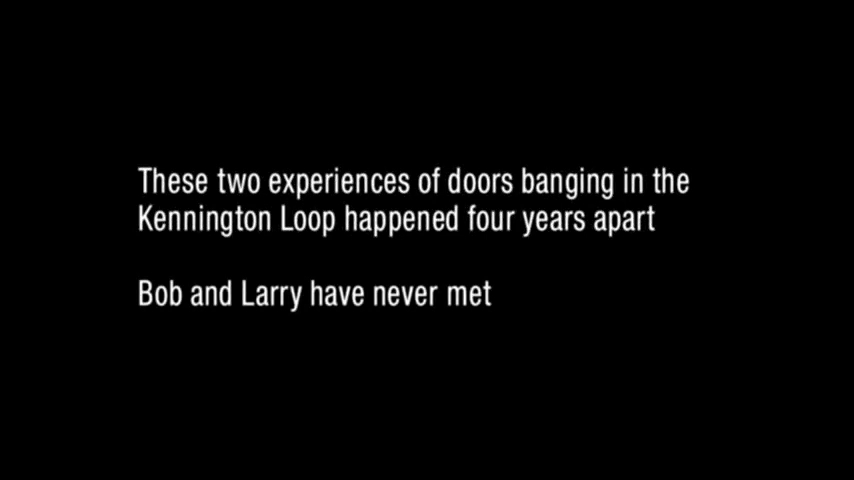 These two experiences of doors banging in the
Kennington Loop happened four years apart
Bob and Larry have never met